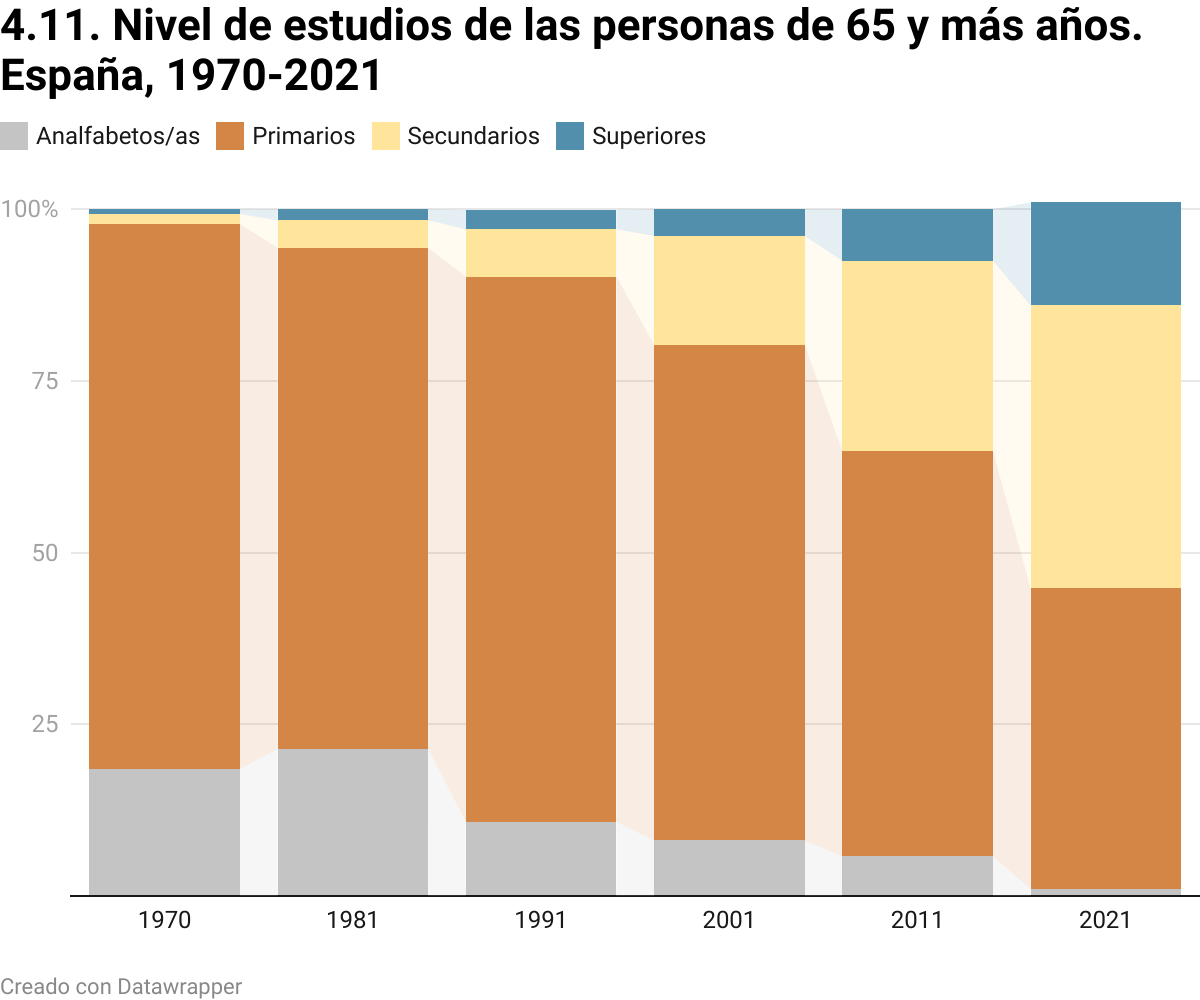 4.11. Nivel de estudios de las personas de 65 y más años.
España, 1970-2021
Analfabetos/as Primarios Secundarios Superiores
100%
75
50
25
1970 1981 1991 2001 2011 2021
Creado con Datawrapper